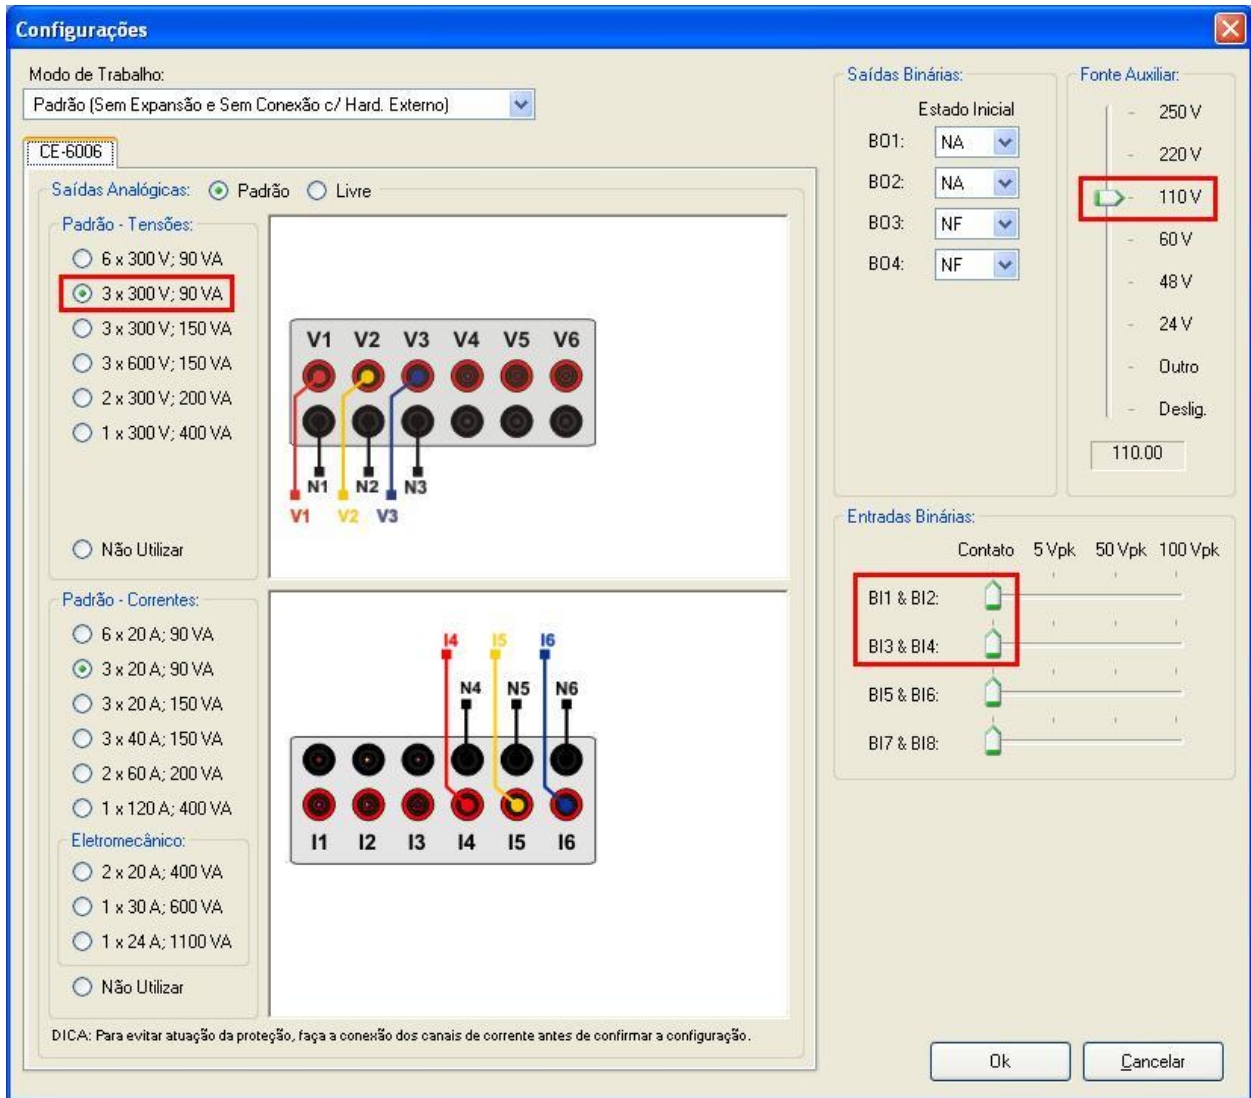 Configurações
Modo de Trabalho:
Padrão (Sem Expansão e Sem Conexão c/ Hard. Externo)
CE-6006
Saídas Analógicas: Padrão Livre
Padrão - Tensões:
6 x 300 V; 90 VA
3 x 300 V; 90 VA
3 x 300 V; 150 VA
3 x 600 V; 150 VA
2 x 300 V; 200 VA
1 x 300 V; 400 VA
Não Utilizar
V1 V2 V3 V4 V5 V6
N1 N2 N3
V1 V2 V3
Padrão - Correntes:
6 x 20 A; 90 VA
3 x 20 A; 90 VA
3 x 20 A; 150 VA
3 x 40 A; 150 VA
2 x 60 A; 200 VA
1 x 120 A; 400 VA
Eletromecânico:
2 x 20 A; 400 VA
1 x 30 A; 600 VA
1 x 24 A; 1100 VA
Não Utilizar
I4 I5 I6
N4 N5 N6
I1 I2 I3 I4 I5 I6
DICA: Para evitar atuação da proteção, faça a conexão dos canais de corrente antes de confirmar a configuração.
Saídas Binárias:
Estado Inicial
BO1: NA
BO2: NA
BO3: NF
BO4: NF
Fonte Auxiliar:
250 V
220 V
110 V
60 V
48 V
24 V
Outro
Deslig.
110.00
Entradas Binárias:
Contato 5 Vpk 50 Vpk 100 Vpk
BI1 & BI2:
BI3 & BI4:
BI5 & BI6:
BI7 & BI8:
Ok Cancelar